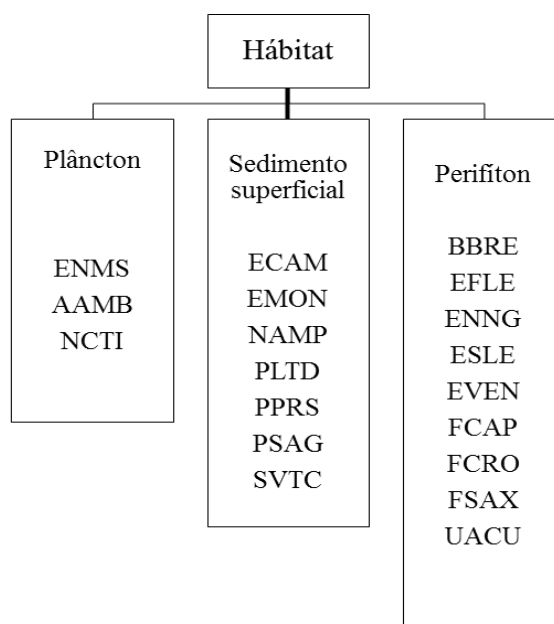 Hábitat
Plâncton
ENMS
AAMB
NCTI
Sedimento
superficial
ECAM
EMON
NAMP
PLTD
PPRS
PSAG
SVTC
Perifíton
BBRE
EFLE
ENNG
ESLE
EVEN
FCAP
FCRO
FSAX
UACU